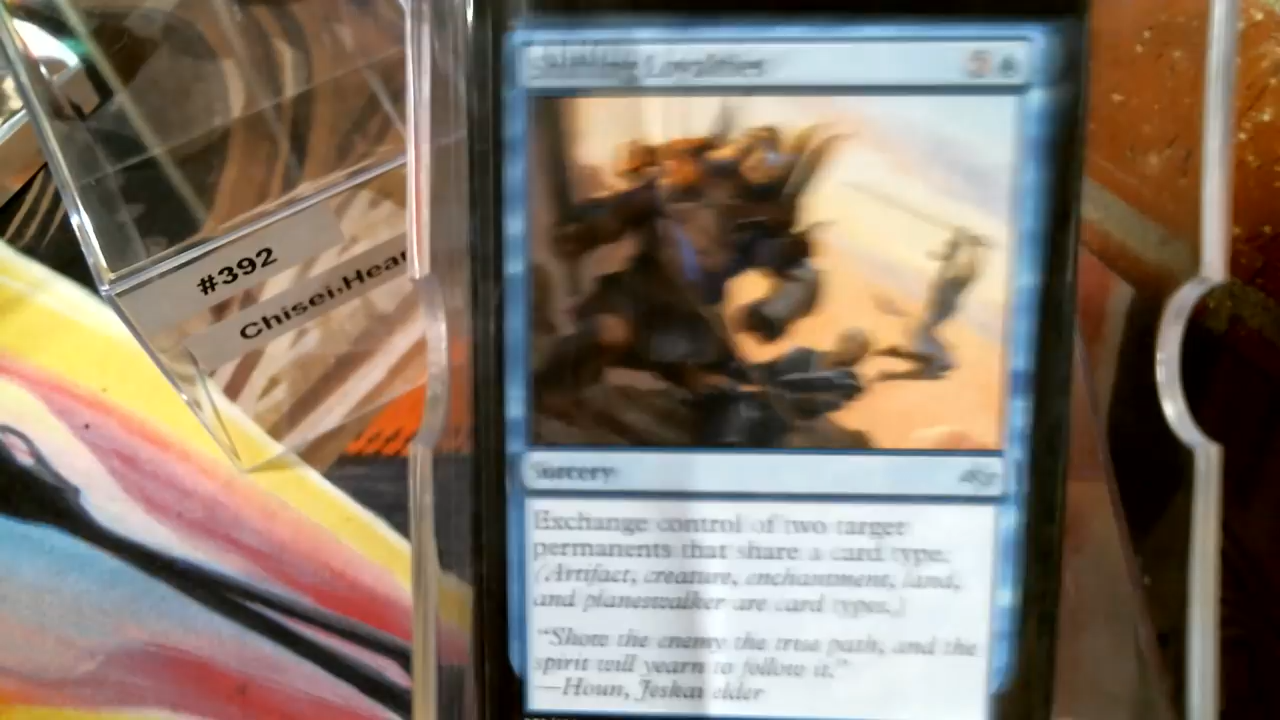 Shifting Loyalties
#392
Chisei,Hear
Sorcery
Exchange control of two target
permanents that share a card type.
(Artifact, creature, enchantment, land,
and planeswalker are card types.)
"Show the enemy the true path, and the
spirit will yearn to follow it."
—Houn, Jeskai elder